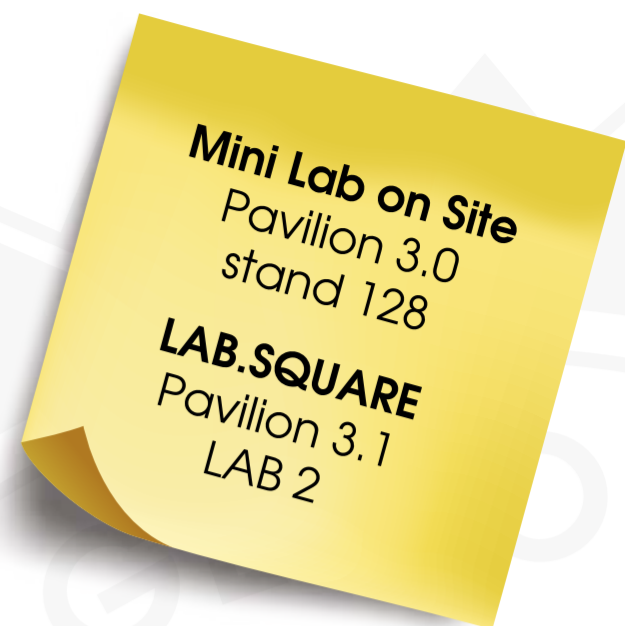 Mini Lab on Site
Pavilion 3.0
stand 128
LAB.SQUARE
Pavilion 3.1
LAB 2